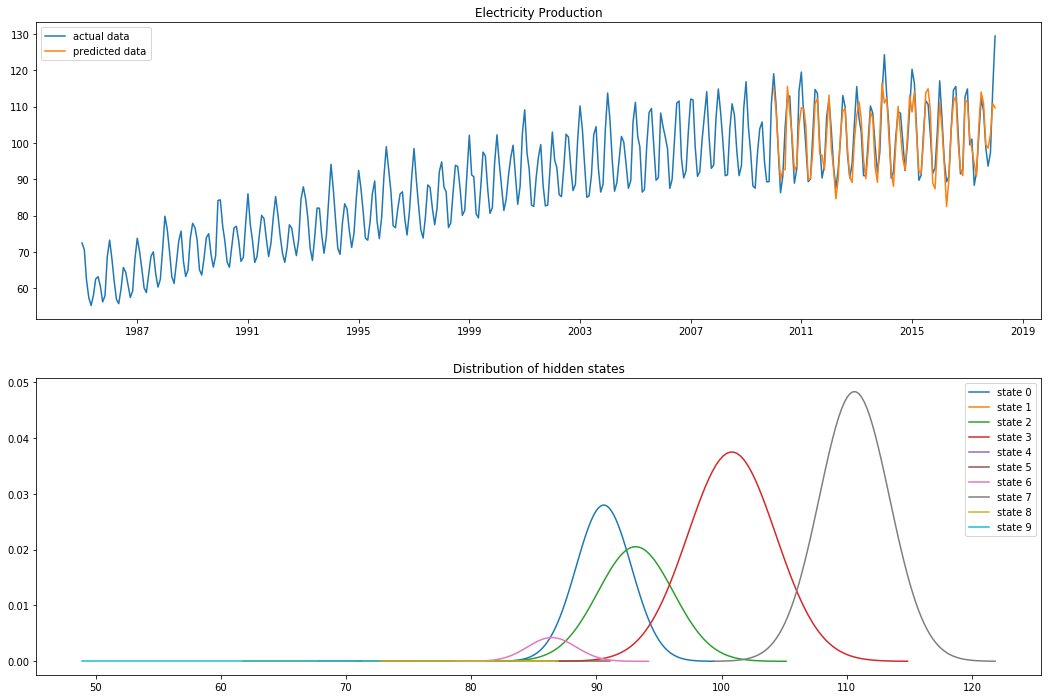 Electricity Production
actual data
predicted data
130
120
110
100
90
80
70
60
1987 1991 1995 1999 2003 2007 2011 2015 2019
Distribution of hidden states
state 0
state 1
state 2
state 3
state 4
state 5
state 6
state 7
state 8
state 9
0.05
0.04
0.03
0.02
0.01
0.00
50 60 70 80 90 100 110 120